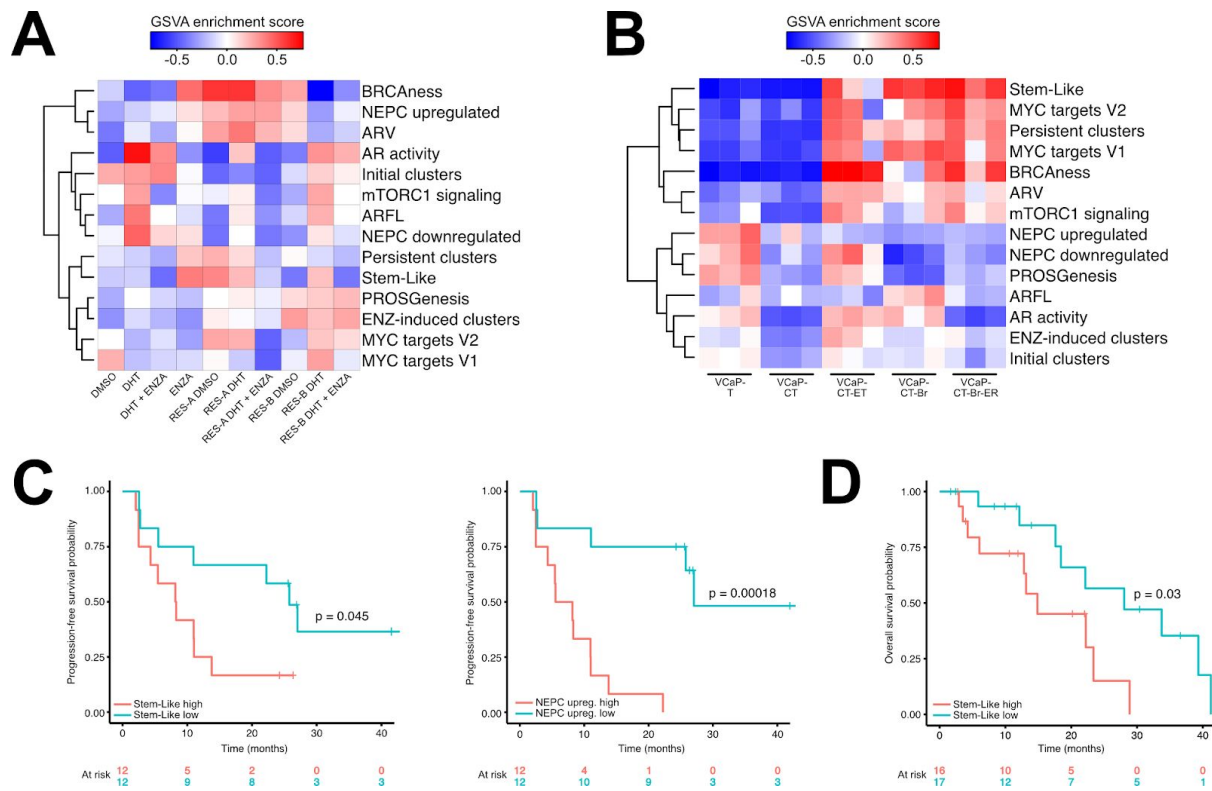 A
GSVA enrichment score
-0.5 0.0 0.5
BRCAness
NEPC upregulated
ARV
AR activity
Initial clusters
mTORC1 signaling
ARFL
NEPC downregulated
Persistent clusters
Stem-Like
PROSGenesis
ENZ-induced clusters
MYC targets V2
MYC targets V1
DMSO
DHT
DHT + ENZA
ENZA
RES-A DMSO
RES-A DHT
RES-A DHT + ENZA
RES-B DMSO
RES-B DHT
RES-B DHT + ENZA
B
GSVA enrichment score
-0.5 0.0 0.5
Stem-Like
MYC targets V2
Persistent clusters
MYC targets V1
BRCAness
ARV
mTORC1 signaling
NEPC upregulated
NEPC downregulated
PROSGenesis
ARFL
AR activity
ENZ-induced clusters
Initial clusters
VCaP-
T
VCaP-
CT
VCaP-
CT-ET
VCaP-
CT-Br
VCaP-
CT-Br-ER
C
Progression-free survival probability
1.00
0.75
0.50
0.25
0.00
p = 0.045
Stem-Like high
Stem-Like low
0 10 20 30 40
Time (months)
At risk
12 5 2 0 0
12 9 8 3 3
Progression-free survival probability
1.00
0.75
0.50
0.25
0.00
p = 0.00018
NEPC upreg. high
NEPC upreg. low
0 10 20 30 40
Time (months)
At risk
12 4 1 0 0
12 10 9 3 3
D
Overall survival probability
1.00
0.75
0.50
0.25
0.00
p = 0.03
Stem-Like high
Stem-Like low
0 10 20 30 40
Time (months)
At risk
16 10 5 0 0
17 12 7 5 1